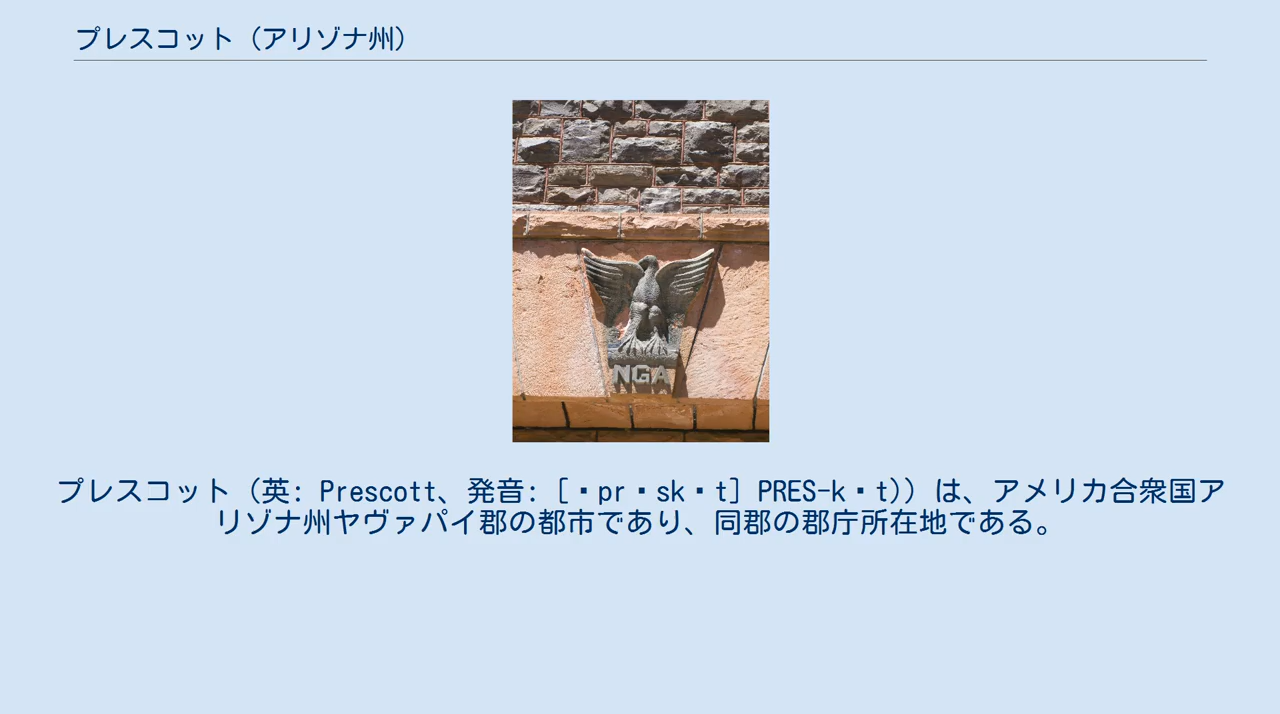 プレスコット（アリゾナ州）
NGA
プレスコット（英: Prescott、発音: [・pr・sk・t] PRES-k・t)）は、アメリカ合衆国ア
リゾナ州ヤヴァパイ郡の都市であり、同郡の郡庁所在地である。